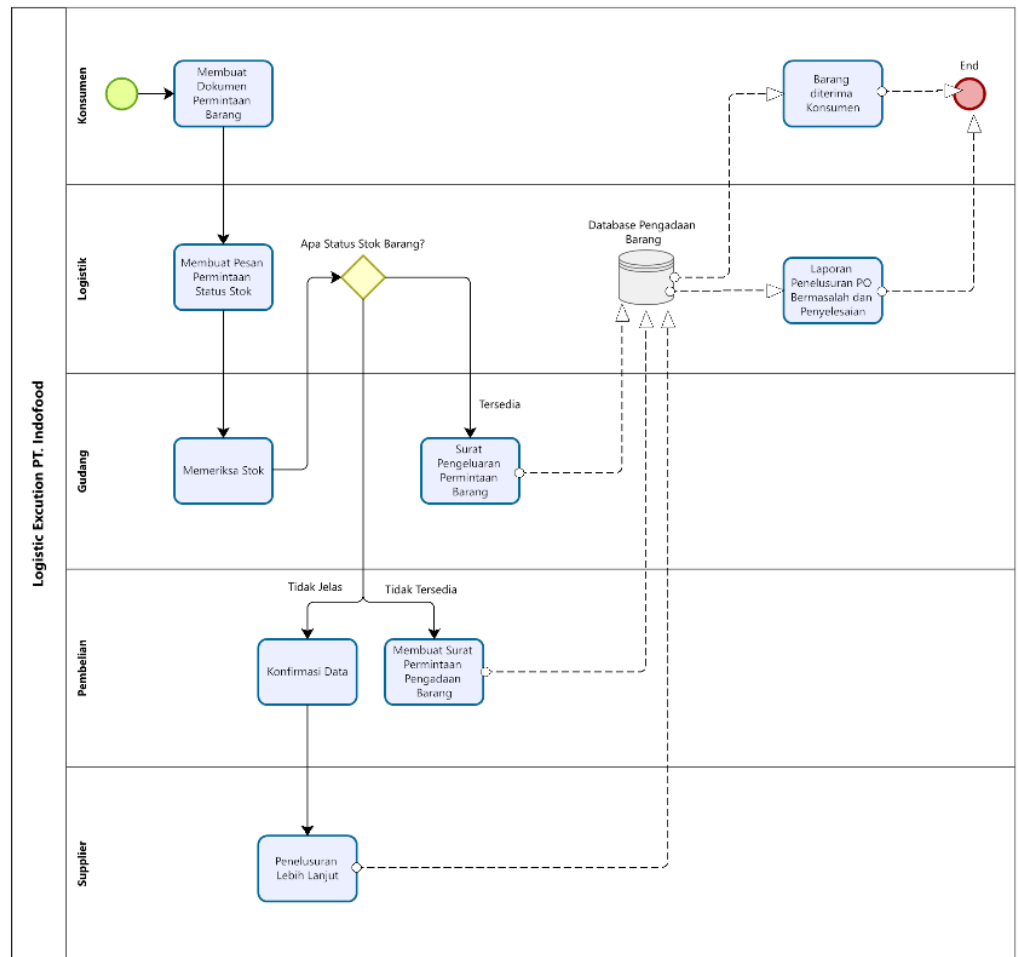 Logistic Excution PT. Indofood
Konsumen
Membuat
Dokumen
Permintaan
Barang
Barang
diterima
Konsumen
End
Logistik
Membuat Pesan
Permintaan
Status Stok
Apa Status Stok Barang?
Database Pengadaan
Barang
Laporan
Penelusuran PO
Bermasalah dan
Penyelesaian
Gudang
Memeriksa Stok
Tersedia
Surat
Pengeluaran
Permintaan
Barang
Pembelian
Tidak Jelas
Tidak Tersedia
Konfirmasi Data
Membuat Surat
Permintaan
Pengadaan
Barang
Supplier
Penelusuran
Lebih Lanjut